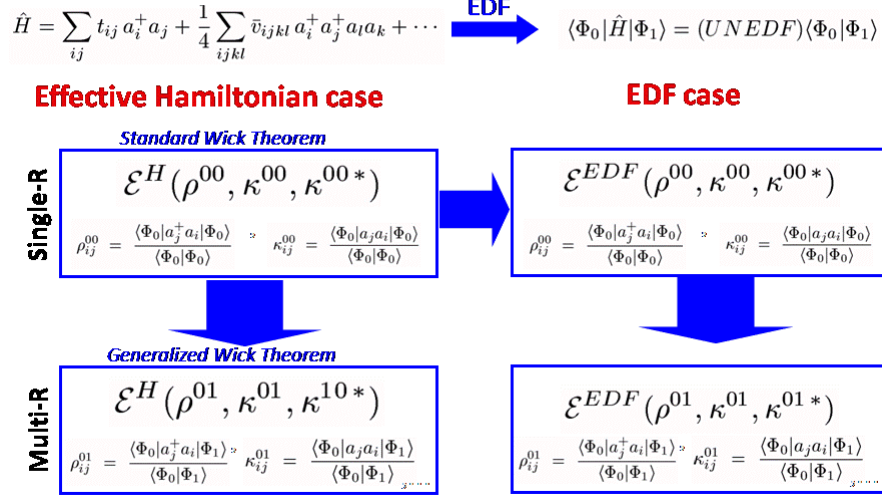 Ĥ = ∑_{ij} t_{ij} a_i^+ a_j + 1/4 ∑_{ijkl} v̄_{ijkl} a_i^+ a_j^+ a_l a_k + ⋯
EDF
⟨Φ_0|Ĥ|Φ_1⟩ = (UNEDF)⟨Φ_0|Φ_1⟩
Effective Hamiltonian case
EDF case
Standard Wick Theorem
Single-R
ℰ^H(ρ^{00}, κ^{00}, κ^{00 *})
ρ_{ij}^{00} = ⟨Φ_0|a_j^+ a_i|Φ_0⟩ / ⟨Φ_0|Φ_0⟩ , κ_{ij}^{00} = ⟨Φ_0|a_j a_i|Φ_0⟩ / ⟨Φ_0|Φ_0⟩
ℰ^{EDF}(ρ^{00}, κ^{00}, κ^{00 *})
ρ_{ij}^{00} = ⟨Φ_0|a_j^+ a_i|Φ_0⟩ / ⟨Φ_0|Φ_0⟩ , κ_{ij}^{00} = ⟨Φ_0|a_j a_i|Φ_0⟩ / ⟨Φ_0|Φ_0⟩
Generalized Wick Theorem
Multi-R
ℰ^H(ρ^{01}, κ^{01}, κ^{10 *})
ρ_{ij}^{01} = ⟨Φ_0|a_j^+ a_i|Φ_1⟩ / ⟨Φ_0|Φ_1⟩ , κ_{ij}^{01} = ⟨Φ_0|a_j a_i|Φ_1⟩ / ⟨Φ_0|Φ_1⟩
ℰ^{EDF}(ρ^{01}, κ^{01}, κ^{01 *})
ρ_{ij}^{01} = ⟨Φ_0|a_j^+ a_i|Φ_1⟩ / ⟨Φ_0|Φ_1⟩ , κ_{ij}^{01} = ⟨Φ_0|a_j a_i|Φ_1⟩ / ⟨Φ_0|Φ_1⟩